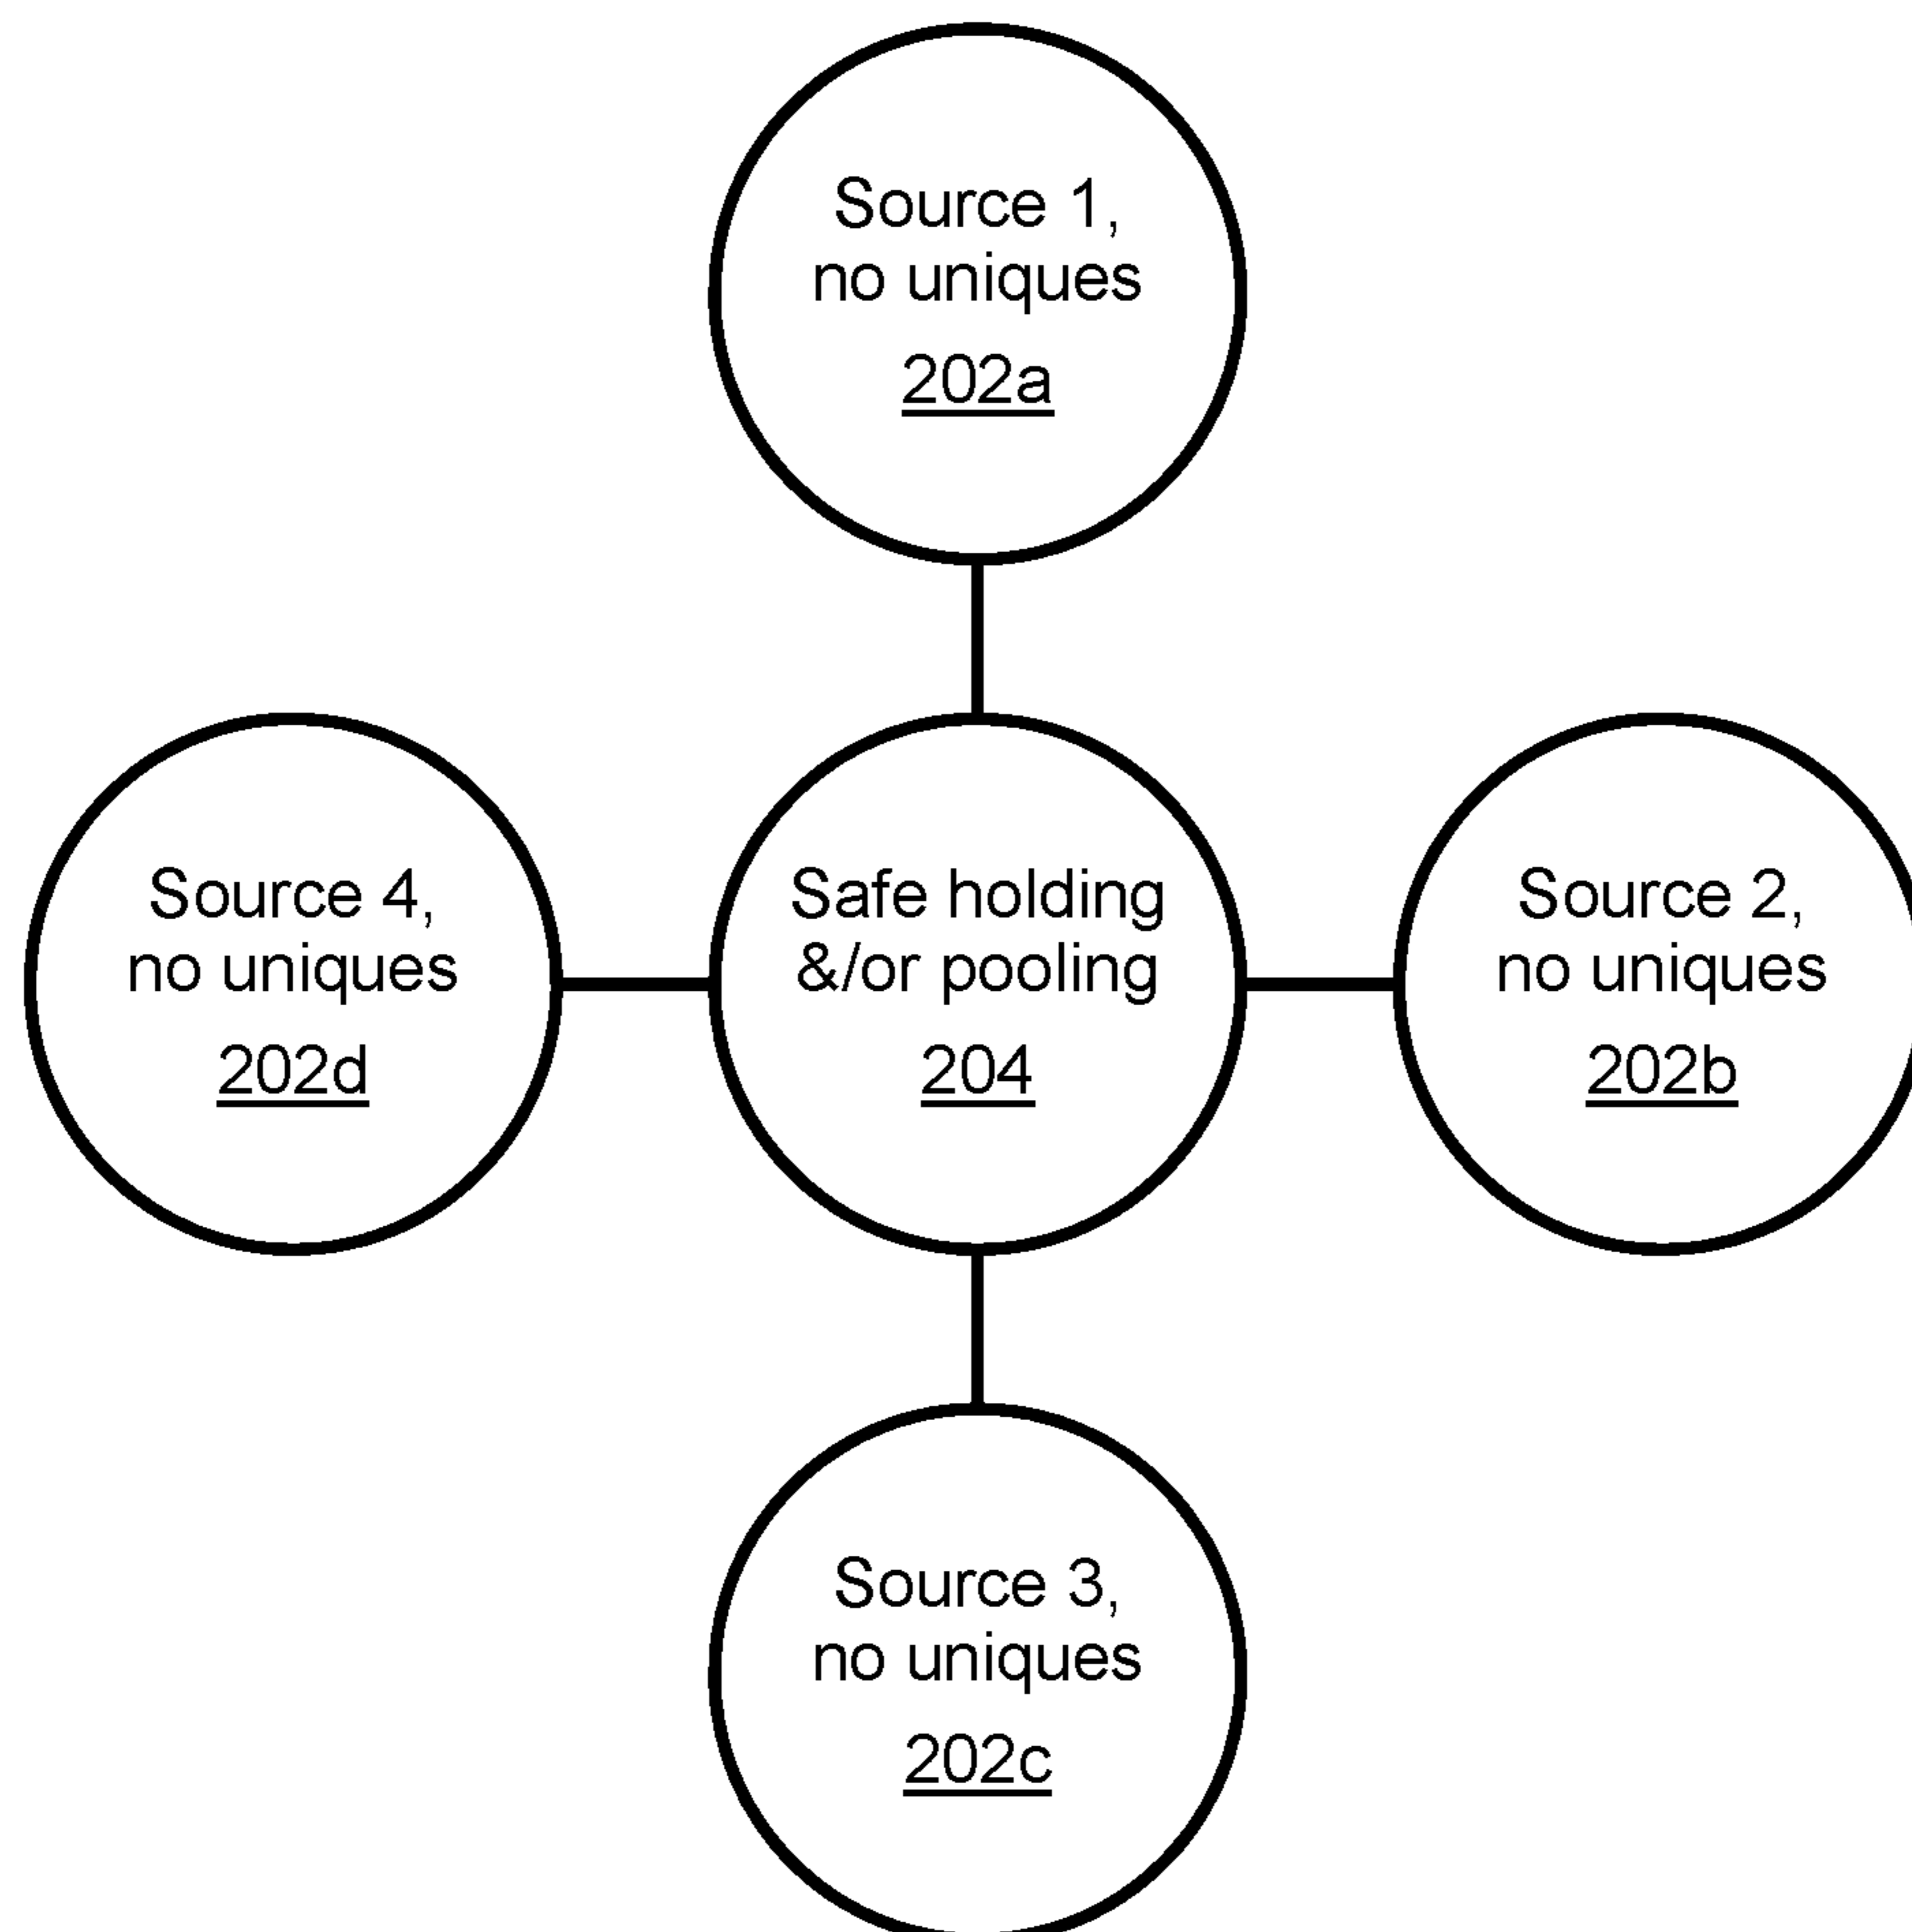 Source 1,
no uniques
202a
Source 4,
no uniques
202d
Safe holding
&/or pooling
204
Source 2,
no uniques
202b
Source 3,
no uniques
202c